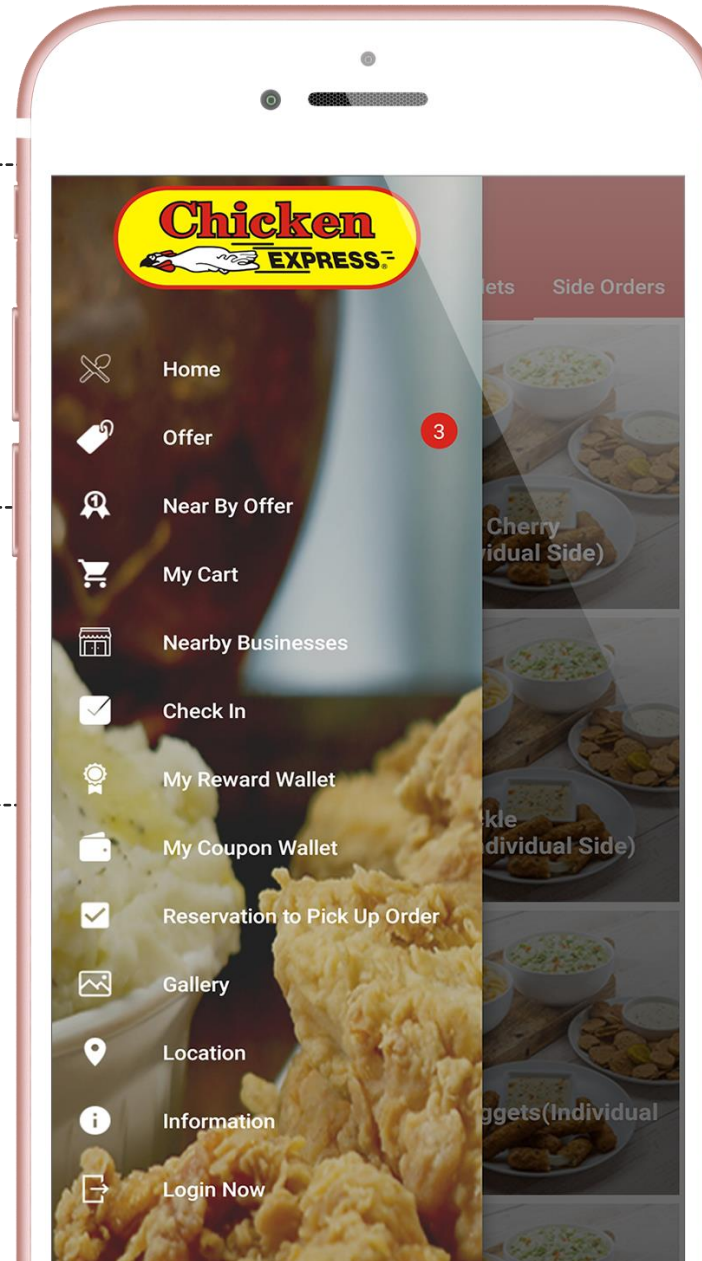 Chicken
EXPRESS
lets Side Orders
Home
Offer 3
Near By Offer
My Cart
Nearby Businesses
Check In
My Reward Wallet
My Coupon Wallet
Reservation to Pick Up Order
Gallery
Location
Information
Login Now
Cherry
vidual Side)
kle
dividual Side)
ggets(Individual